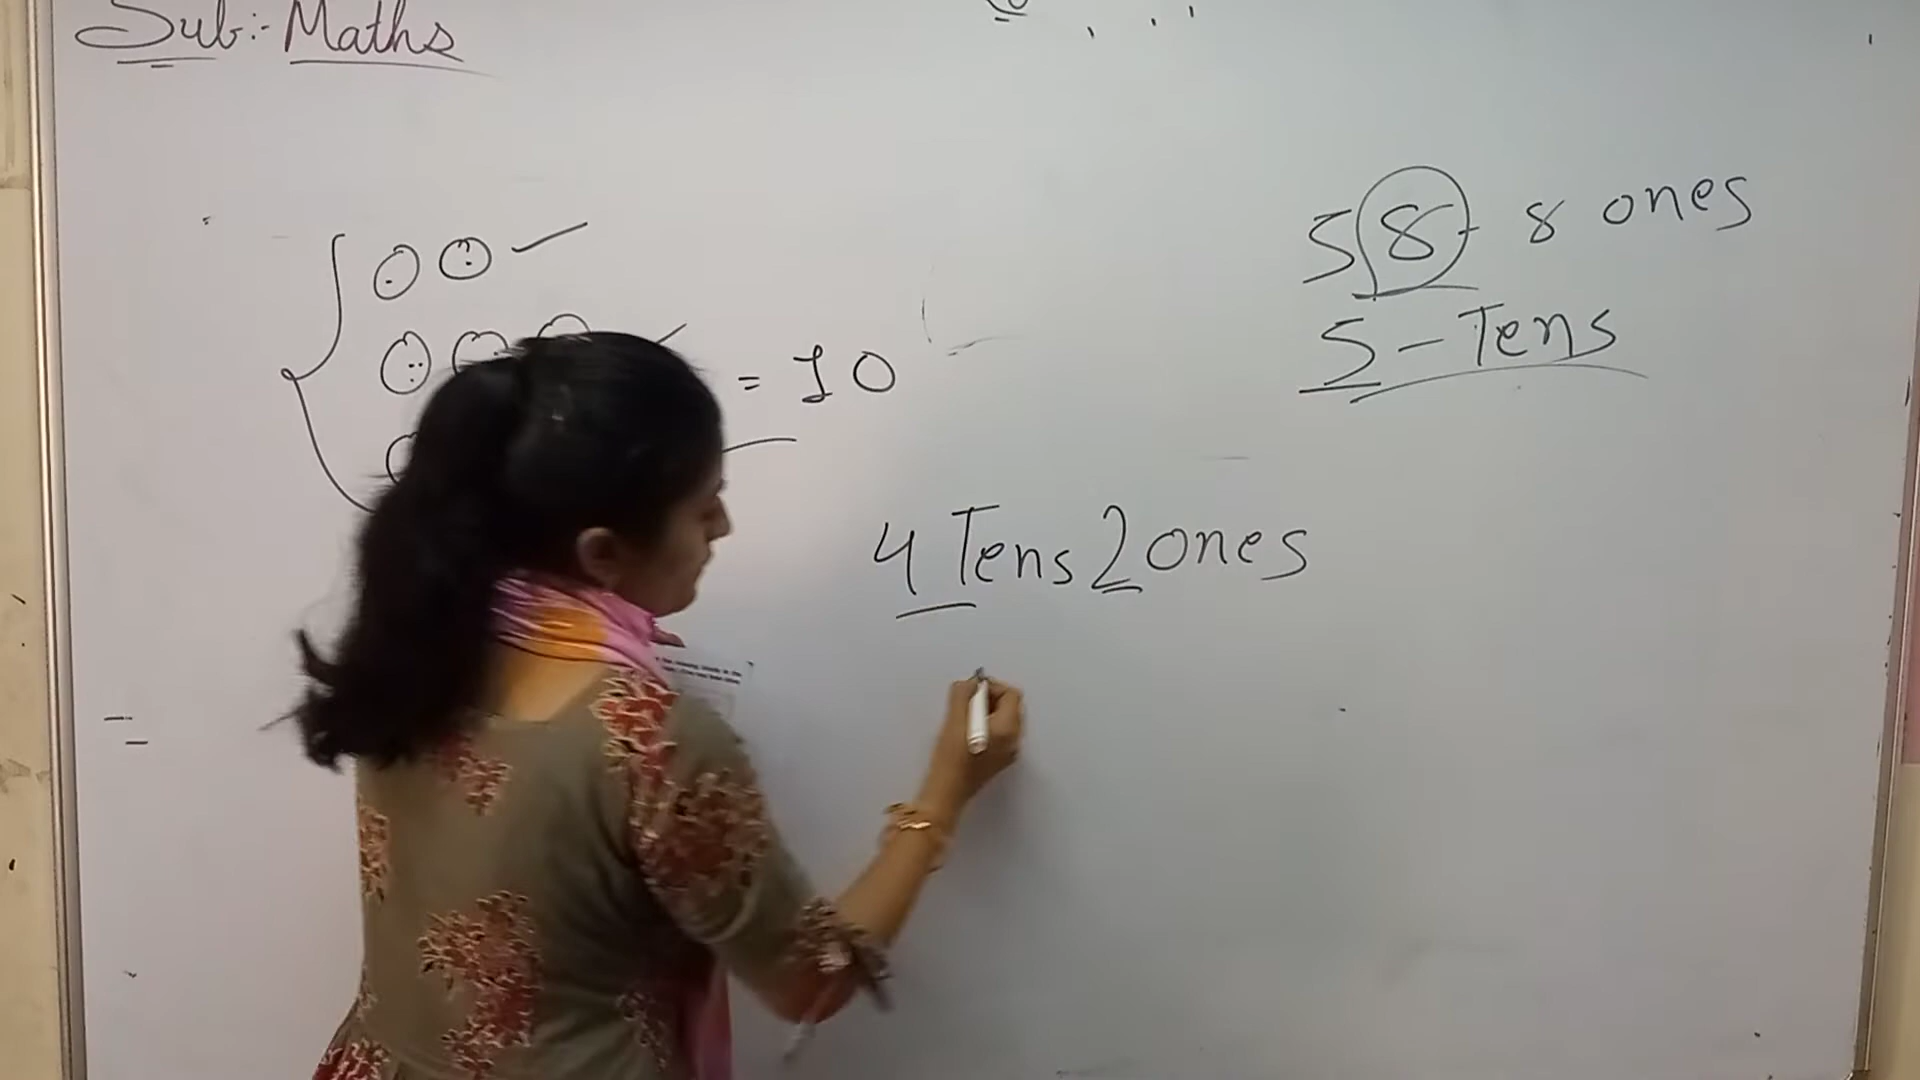 Sub:- Maths
58 - 8 ones
5 - Tens
= 10
4 Tens 2 ones